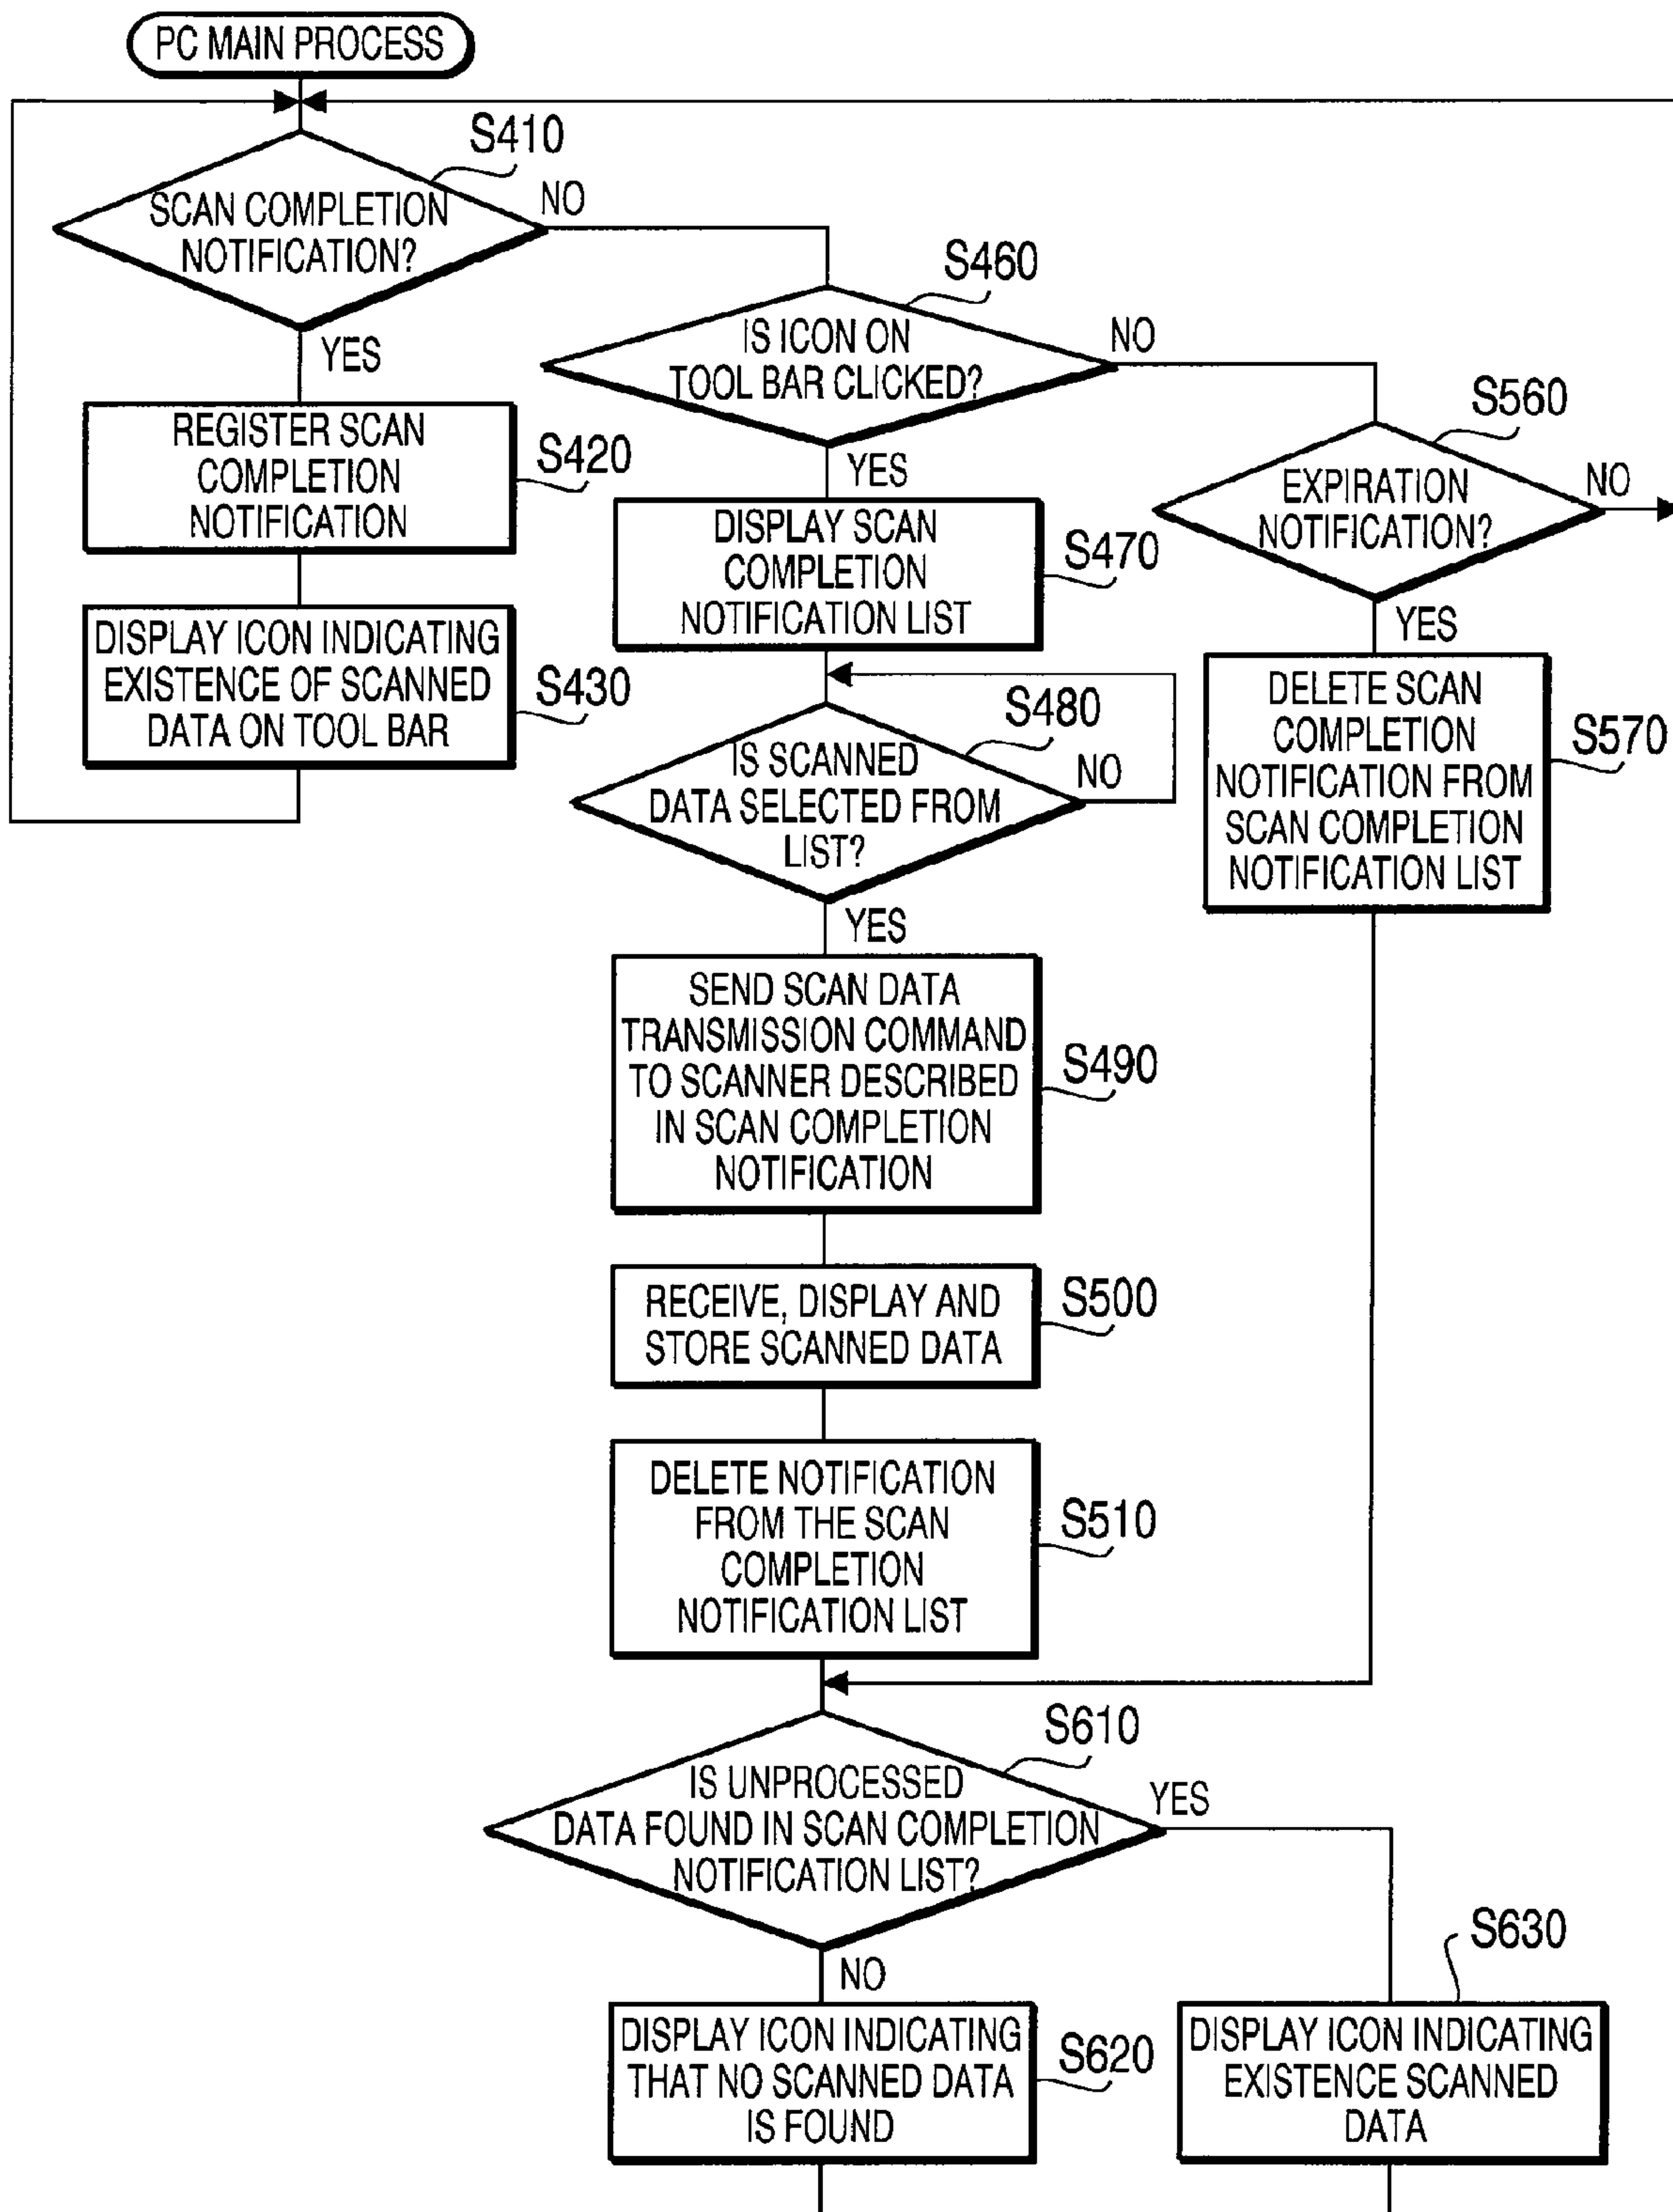 PC MAIN PROCESS
S410
SCAN COMPLETION
NOTIFICATION?
NO
YES
REGISTER SCAN
COMPLETION
NOTIFICATION
S420
DISPLAY ICON INDICATING
EXISTENCE OF SCANNED
DATA ON TOOL BAR
S430
S460
IS ICON ON
TOOL BAR CLICKED?
NO
YES
DISPLAY SCAN
COMPLETION
NOTIFICATION LIST
S470
S480
IS SCANNED
DATA SELECTED FROM
LIST?
NO
YES
SEND SCAN DATA
TRANSMISSION COMMAND
TO SCANNER DESCRIBED
IN SCAN COMPLETION
NOTIFICATION
S490
RECEIVE, DISPLAY AND
STORE SCANNED DATA
S500
DELETE NOTIFICATION
FROM THE SCAN
COMPLETION
NOTIFICATION LIST
S510
S560
EXPIRATION
NOTIFICATION?
NO
YES
DELETE SCAN
COMPLETION
NOTIFICATION FROM
SCAN COMPLETION
NOTIFICATION LIST
S570
S610
IS UNPROCESSED
DATA FOUND IN SCAN COMPLETION
NOTIFICATION LIST?
YES
NO
DISPLAY ICON INDICATING
THAT NO SCANNED DATA
IS FOUND
S620
S630
DISPLAY ICON INDICATING
EXISTENCE SCANNED
DATA